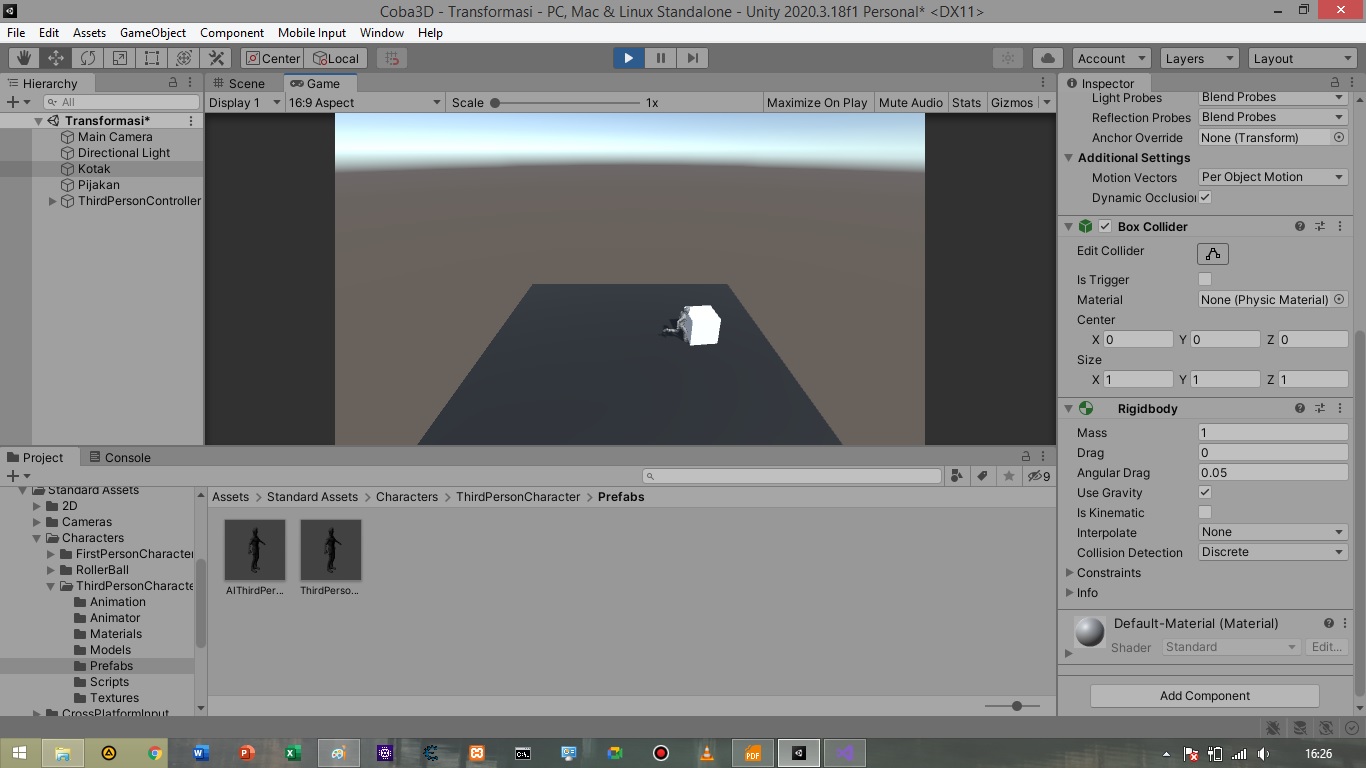 Coba3D - Transformasi - PC, Mac & Linux Standalone - Unity 2020.3.18f1 Personal* <DX11>
File Edit Assets GameObject Component Mobile Input Window Help
Center Local Account Layers Layout
Hierarchy
All
Transformasi*
Main Camera
Directional Light
Kotak
Pijakan
ThirdPersonController
Scene Game
Display 1 16:9 Aspect Scale 1x Maximize On Play Mute Audio Stats Gizmos
Inspector
Light Probes Blend Probes
Reflection Probes Blend Probes
Anchor Override None (Transform)
Additional Settings
Motion Vectors Per Object Motion
Dynamic Occlusion
Box Collider
Edit Collider
Is Trigger
Material None (Physic Material)
Center
X 0 Y 0 Z 0
Size
X 1 Y 1 Z 1
Rigidbody
Mass 1
Drag 0
Angular Drag 0.05
Use Gravity
Is Kinematic
Interpolate None
Collision Detection Discrete
Constraints
Info
Default-Material (Material)
Shader Standard Edit...
Add Component
Project Console
9
Standard Assets
2D
Cameras
Characters
FirstPersonCharacter
RollerBall
ThirdPersonCharacte
Animation
Animator
Materials
Models
Prefabs
Scripts
Textures
CrossPlatformInput
Assets > Standard Assets > Characters > ThirdPersonCharacter > Prefabs
AIThirdPer... ThirdPerso...
PDF
16:26